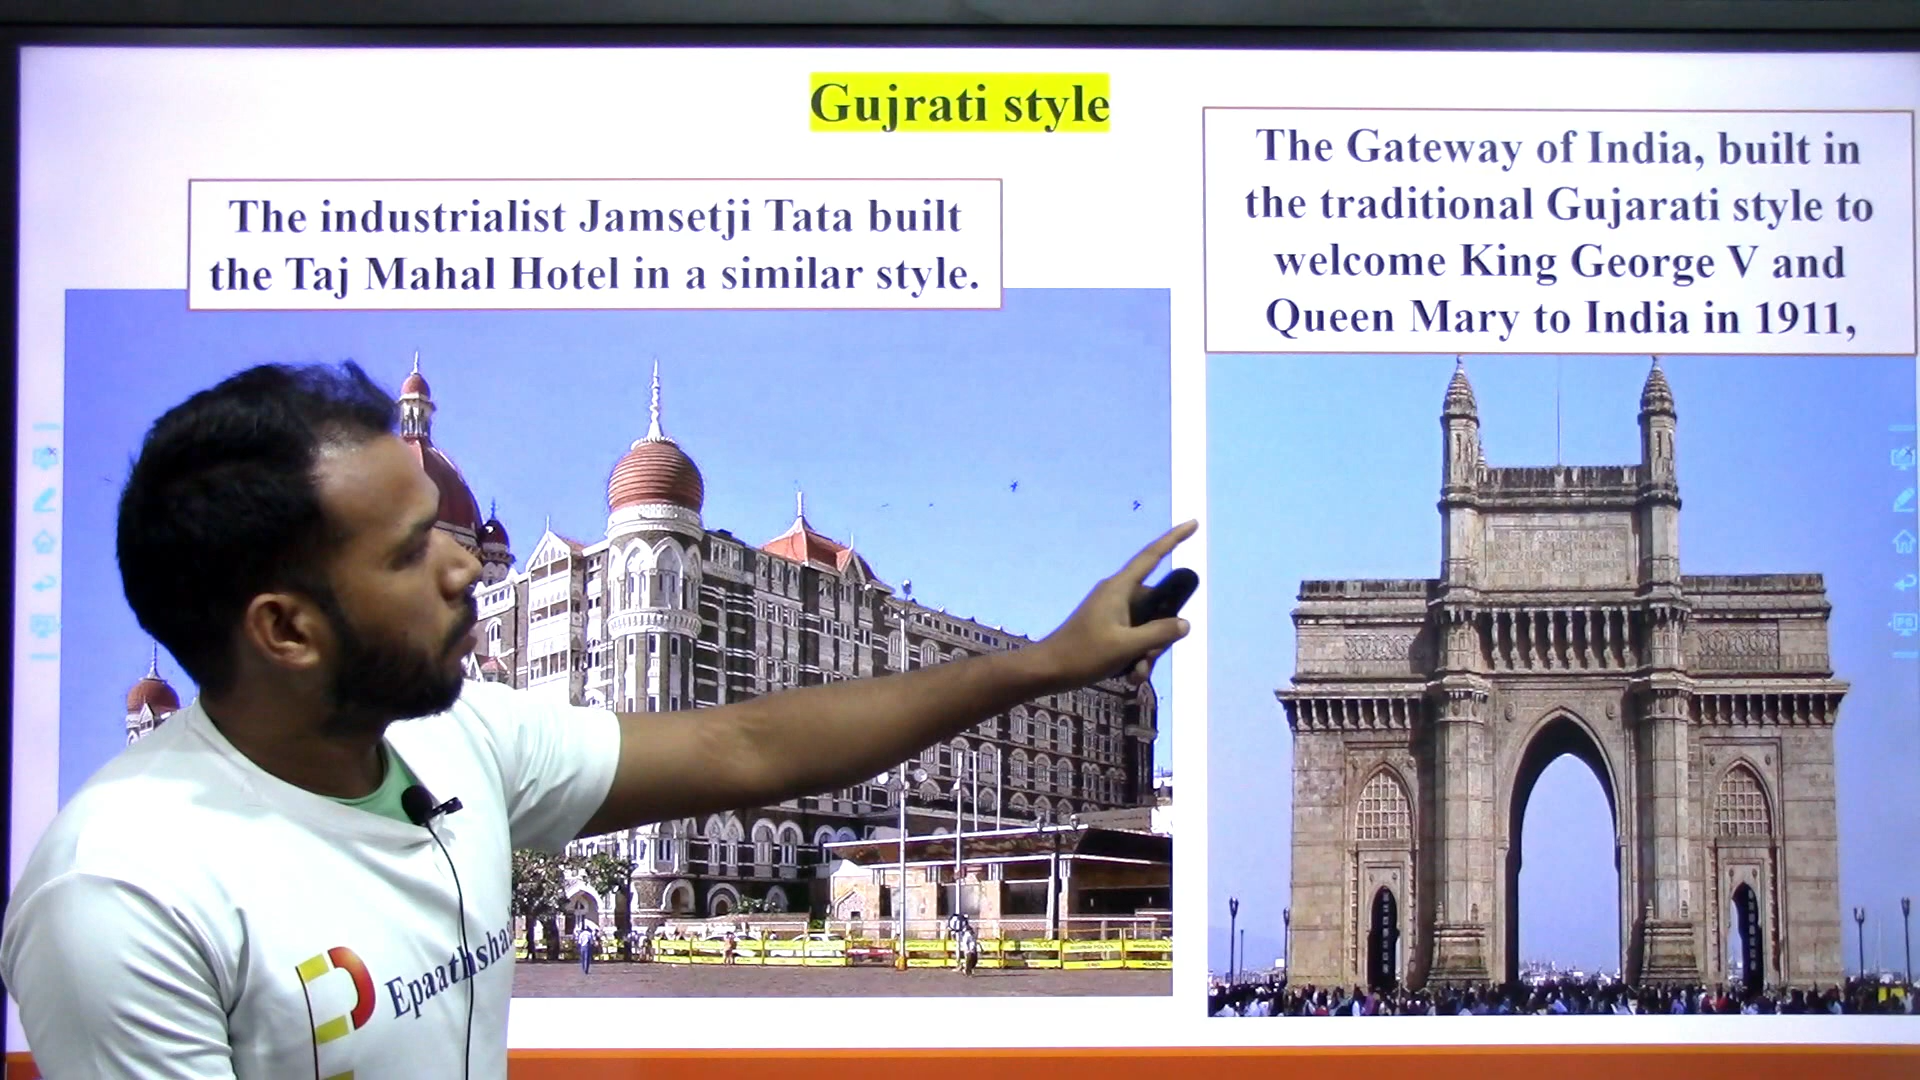 Gujrati style
The industrialist Jamsetji Tata built
the Taj Mahal Hotel in a similar style.
The Gateway of India, built in
the traditional Gujarati style to
welcome King George V and
Queen Mary to India in 1911,
Epaathsha